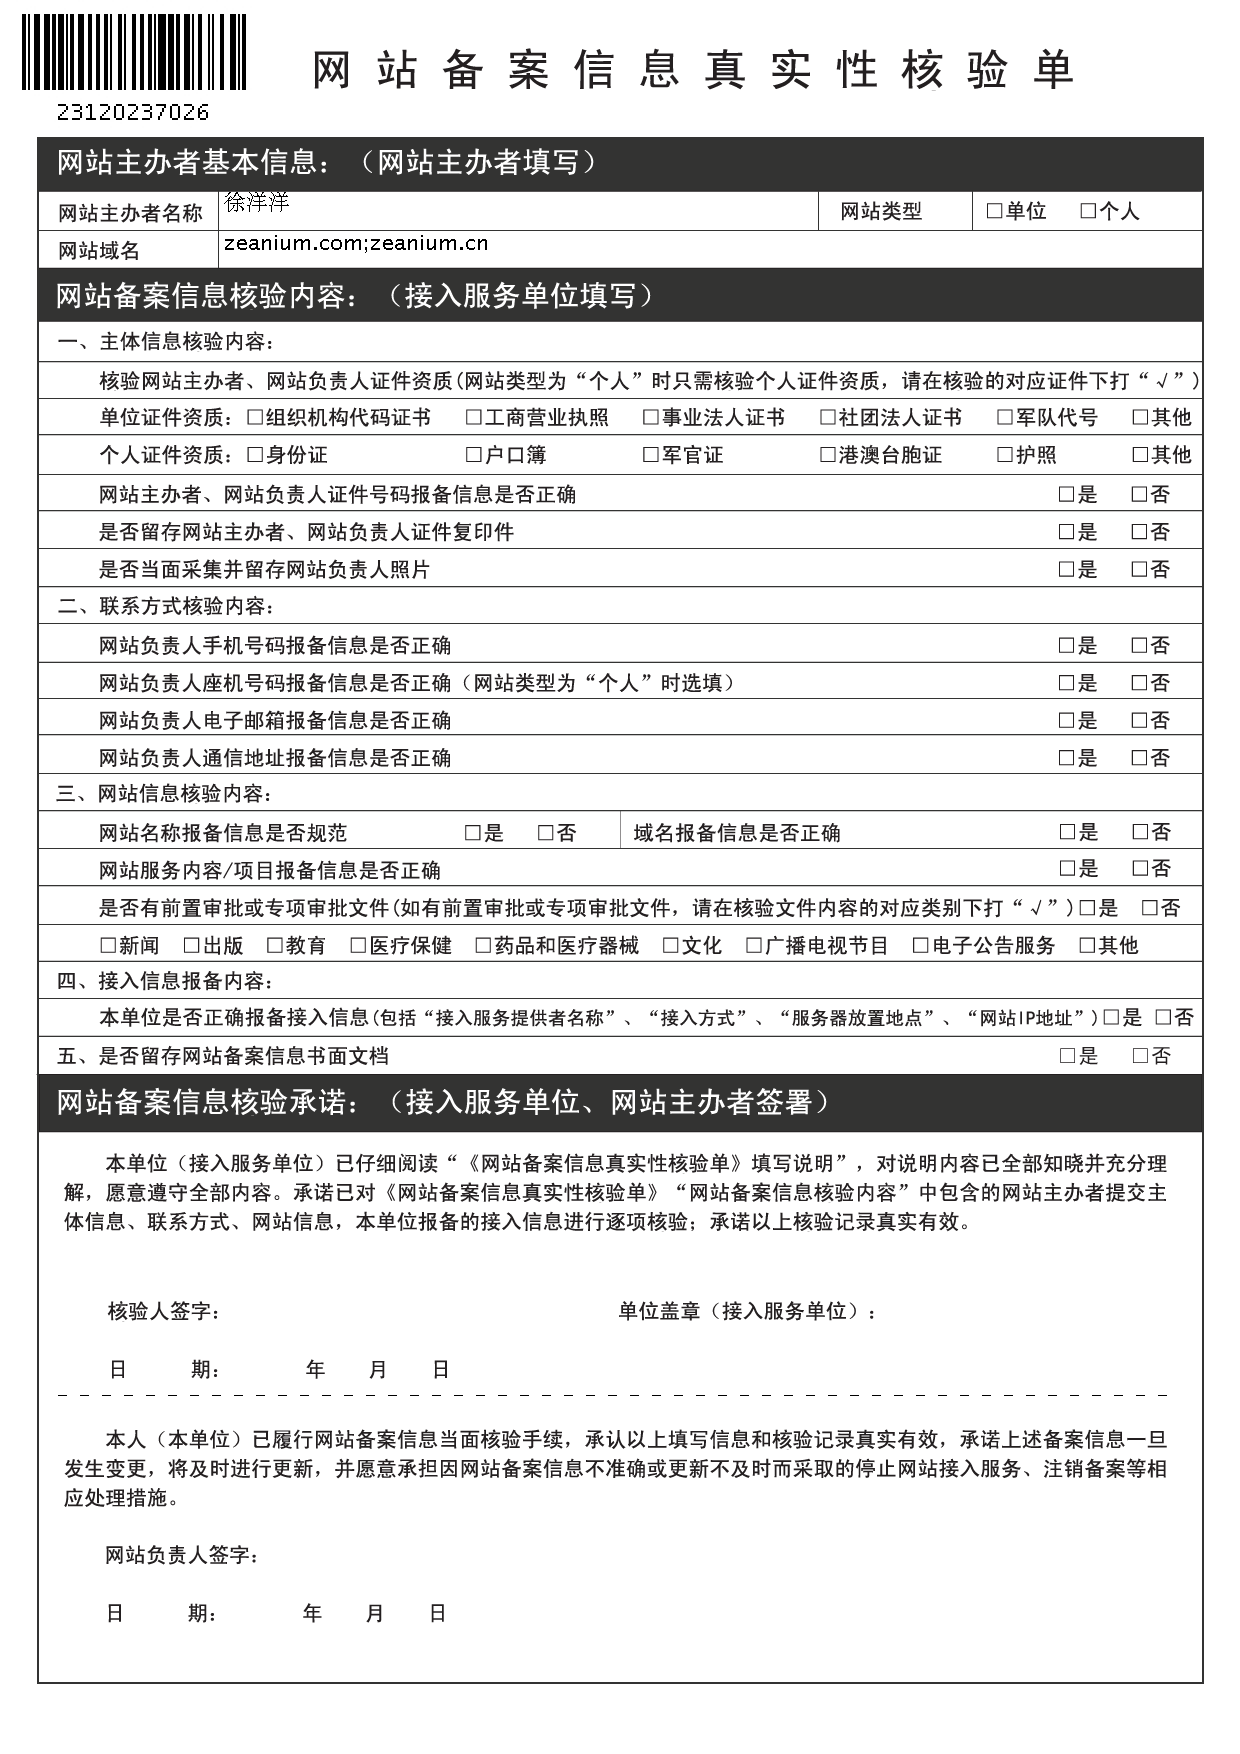 网站备案信息真实性核验单
23120237026
网站主办者基本信息：（网站主办者填写）
网站主办者名称 徐洋洋 网站类型 □单位 □个人
网站域名 zeanium.com;zeanium.cn
网站备案信息核验内容：（接入服务单位填写）
一、主体信息核验内容：
核验网站主办者、网站负责人证件资质(网站类型为“个人”时只需核验个人证件资质，请在核验的对应证件下打“√”)
单位证件资质：□组织机构代码证书 □工商营业执照 □事业法人证书 □社团法人证书 □军队代号 □其他
个人证件资质：□身份证 □户口簿 □军官证 □港澳台胞证 □护照 □其他
网站主办者、网站负责人证件号码报备信息是否正确 □是 □否
是否留存网站主办者、网站负责人证件复印件 □是 □否
是否当面采集并留存网站负责人照片 □是 □否
二、联系方式核验内容：
网站负责人手机号码报备信息是否正确 □是 □否
网站负责人座机号码报备信息是否正确（网站类型为“个人”时选填） □是 □否
网站负责人电子邮箱报备信息是否正确 □是 □否
网站负责人通信地址报备信息是否正确 □是 □否
三、网站信息核验内容：
网站名称报备信息是否规范 □是 □否 域名报备信息是否正确 □是 □否
网站服务内容/项目报备信息是否正确 □是 □否
是否有前置审批或专项审批文件(如有前置审批或专项审批文件，请在核验文件内容的对应类别下打“√”)□是 □否
□新闻 □出版 □教育 □医疗保健 □药品和医疗器械 □文化 □广播电视节目 □电子公告服务 □其他
四、接入信息报备内容：
本单位是否正确报备接入信息(包括“接入服务提供者名称”、“接入方式”、“服务器放置地点”、“网站IP地址”)□是 □否
五、是否留存网站备案信息书面文档 □是 □否
网站备案信息核验承诺：（接入服务单位、网站主办者签署）
本单位（接入服务单位）已仔细阅读“《网站备案信息真实性核验单》填写说明”，对说明内容已全部知晓并充分理
解，愿意遵守全部内容。承诺已对《网站备案信息真实性核验单》“网站备案信息核验内容”中包含的网站主办者提交主
体信息、联系方式、网站信息，本单位报备的接入信息进行逐项核验；承诺以上核验记录真实有效。
核验人签字： 单位盖章（接入服务单位）：
日 期： 年 月 日
本人（本单位）已履行网站备案信息当面核验手续，承认以上填写信息和核验记录真实有效，承诺上述备案信息一旦
发生变更，将及时进行更新，并愿意承担因网站备案信息不准确或更新不及时而采取的停止网站接入服务、注销备案等相
应处理措施。
网站负责人签字：
日 期： 年 月 日